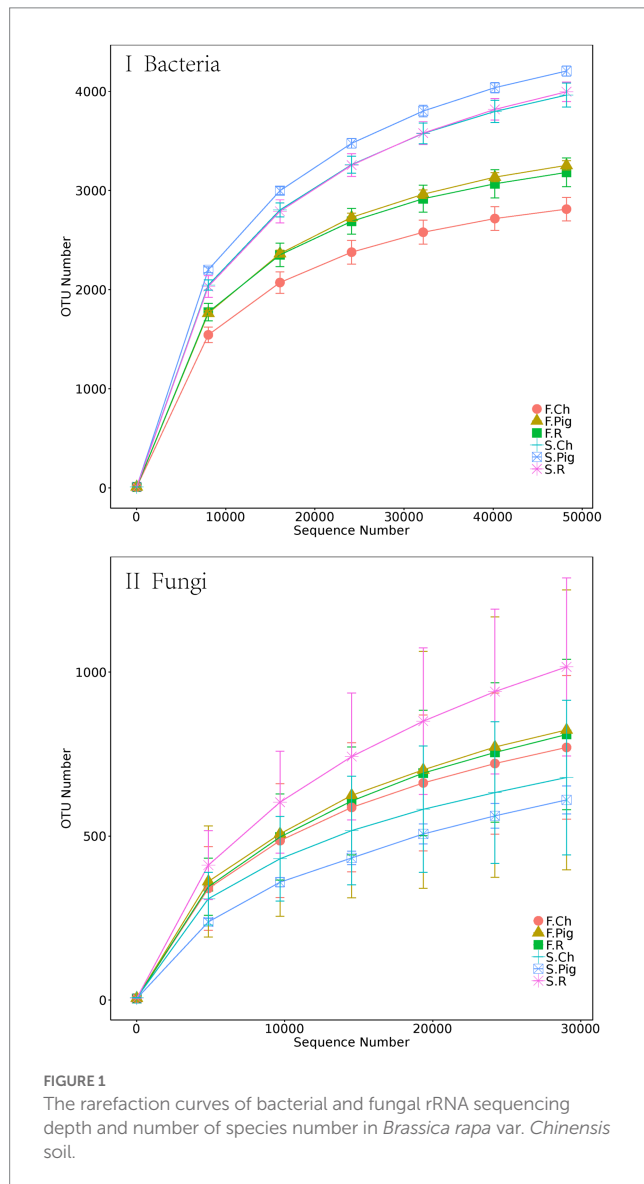 I Bacteria
OTU Number
4000
3000
2000
1000
0
F.Ch
F.Pig
F.R
S.Ch
S.Pig
S.R
0 10000 20000 30000 40000 50000
Sequence Number
II Fungi
OTU Number
1000
500
0
F.Ch
F.Pig
F.R
S.Ch
S.Pig
S.R
0 10000 20000 30000
Sequence Number
FIGURE 1
The rarefaction curves of bacterial and fungal rRNA sequencing
depth and number of species number in Brassica rapa var. Chinensis
soil.